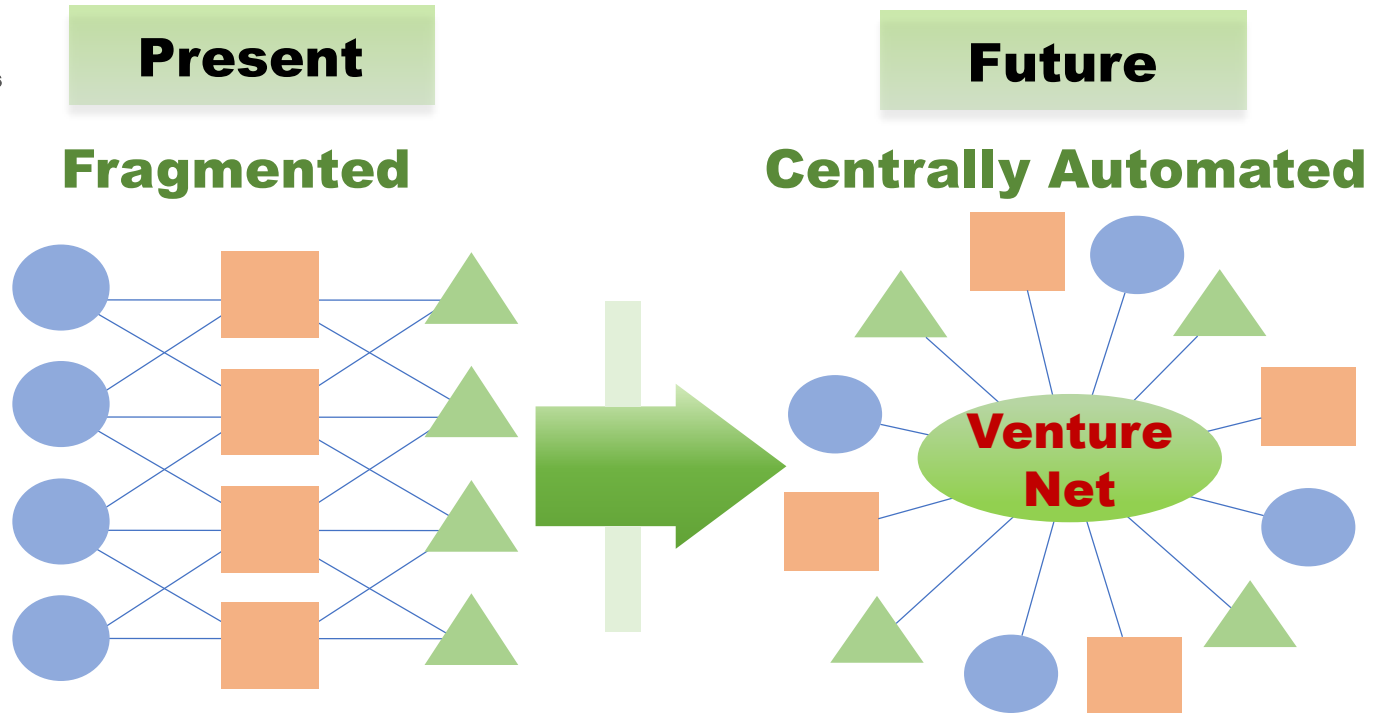 Present
Future
Fragmented
Centrally Automated
Venture
Net